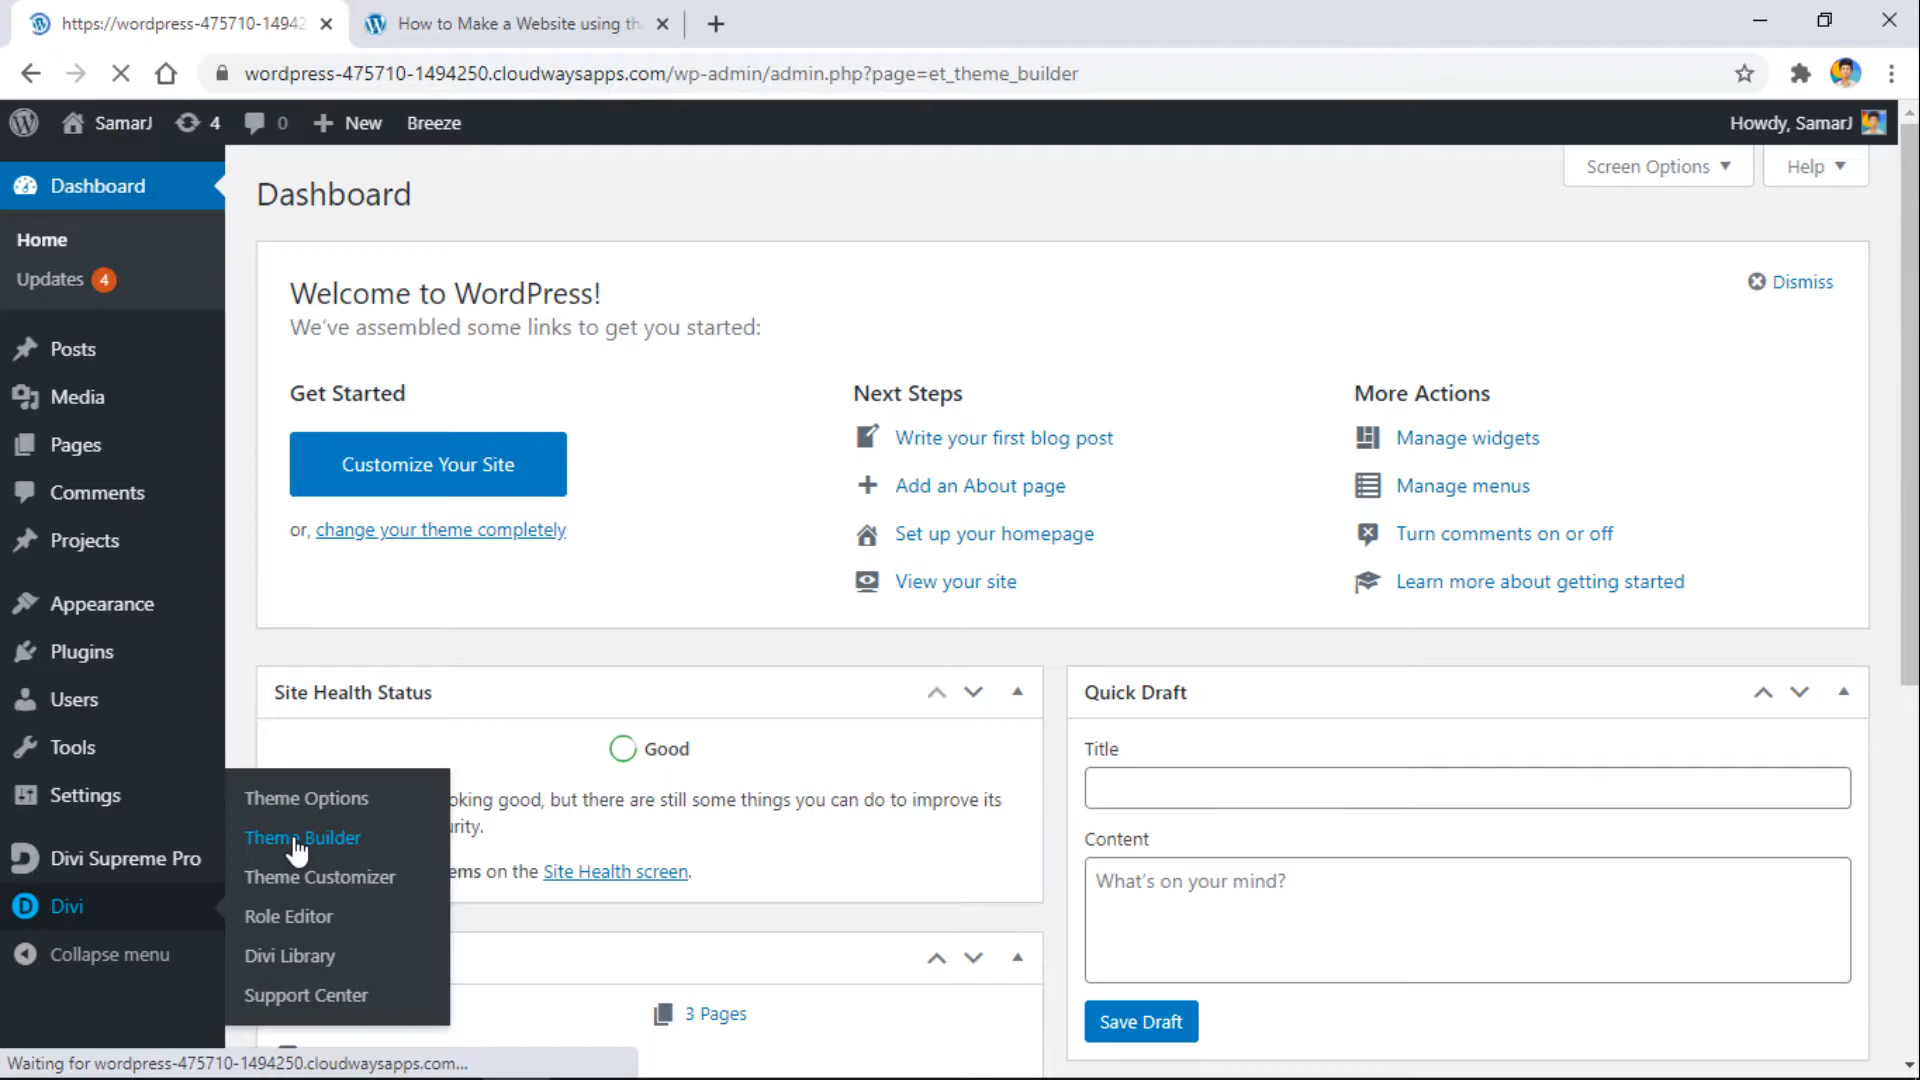 https://wordpress-475710-14942
How to Make a Website using th
wordpress-475710-1494250.cloudwaysapps.com/wp-admin/admin.php?page=et_theme_builder
SamarJ
4
0
New
Breeze
Howdy, SamarJ
Dashboard
Home
Updates 4
Posts
Media
Pages
Comments
Projects
Appearance
Plugins
Users
Tools
Settings
Divi Supreme Pro
Divi
Collapse menu
Theme Options
Theme Builder
Theme Customizer
Role Editor
Divi Library
Support Center
Screen Options
Help
Dashboard
Welcome to WordPress!
We've assembled some links to get you started:
Dismiss
Get Started
Customize Your Site
or, change your theme completely
Next Steps
Write your first blog post
Add an About page
Set up your homepage
View your site
More Actions
Manage widgets
Manage menus
Turn comments on or off
Learn more about getting started
Site Health Status
Good
oking good, but there are still some things you can do to improve its
urity.
ems on the Site Health screen.
3 Pages
Quick Draft
Title
Content
What's on your mind?
Save Draft
Waiting for wordpress-475710-1494250.cloudwaysapps.com...